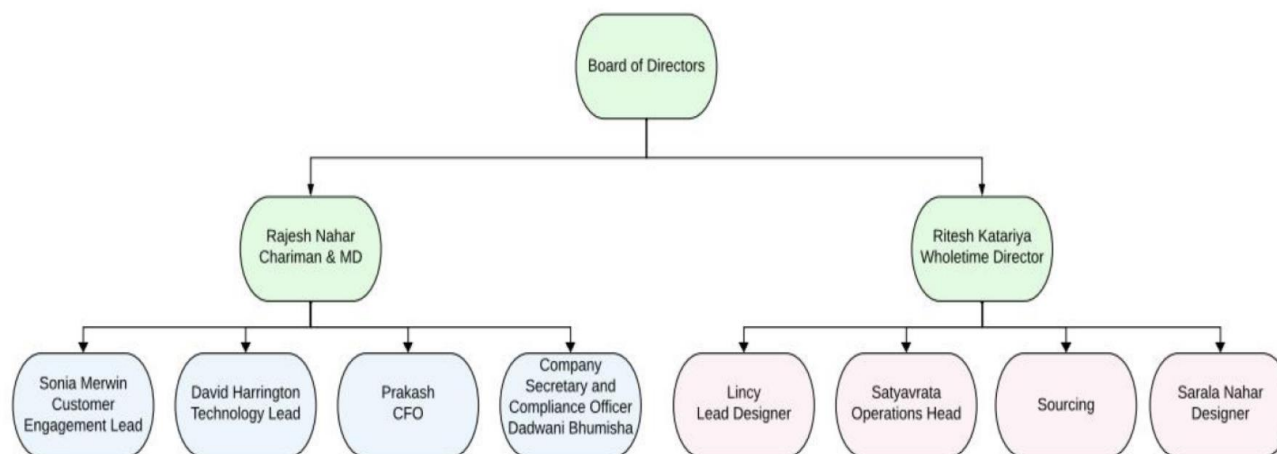 Board of Directors
Rajesh Nahar
Chariman & MD
Ritesh Katariya
Wholetime Director
Sonia Merwin
Customer
Engagement Lead
David Harrington
Technology Lead
Prakash
CFO
Company
Secretary and
Compliance Officer
Dadwani Bhumisha
Lincy
Lead Designer
Satyavrata
Operations Head
Sourcing
Sarala Nahar
Designer